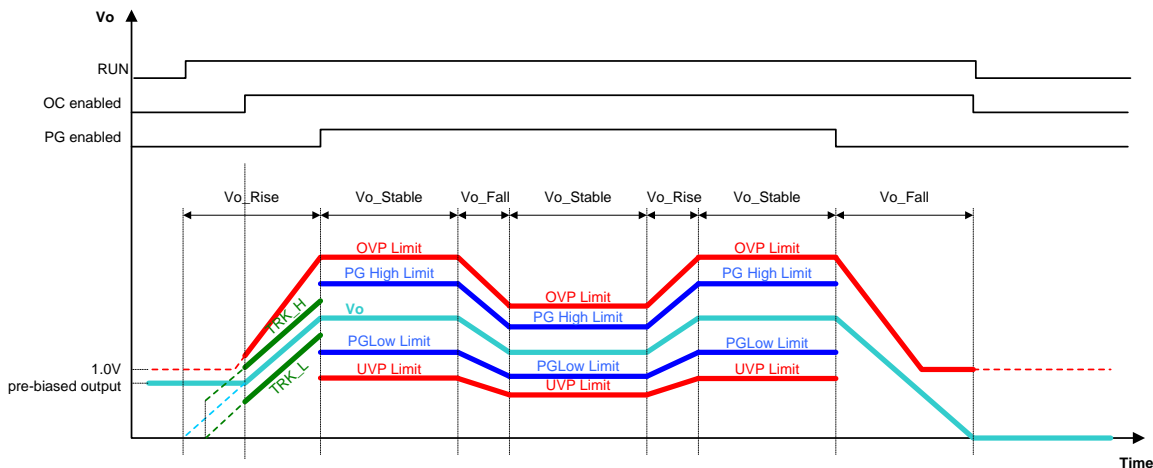 Vo
RUN
OC enabled
PG enabled
Vo_Rise
Vo_Stable
Vo_Fall
Vo_Stable
Vo_Rise
Vo_Stable
Vo_Fall
OVP Limit
OVP Limit
PG High Limit
PG High Limit
OVP Limit
TRK_H
Vo
PG High Limit
PGLow Limit
PGLow Limit
1.0V
TRK_L
UVP Limit
PGLow Limit
UVP Limit
pre-biased output
UVP Limit
Time